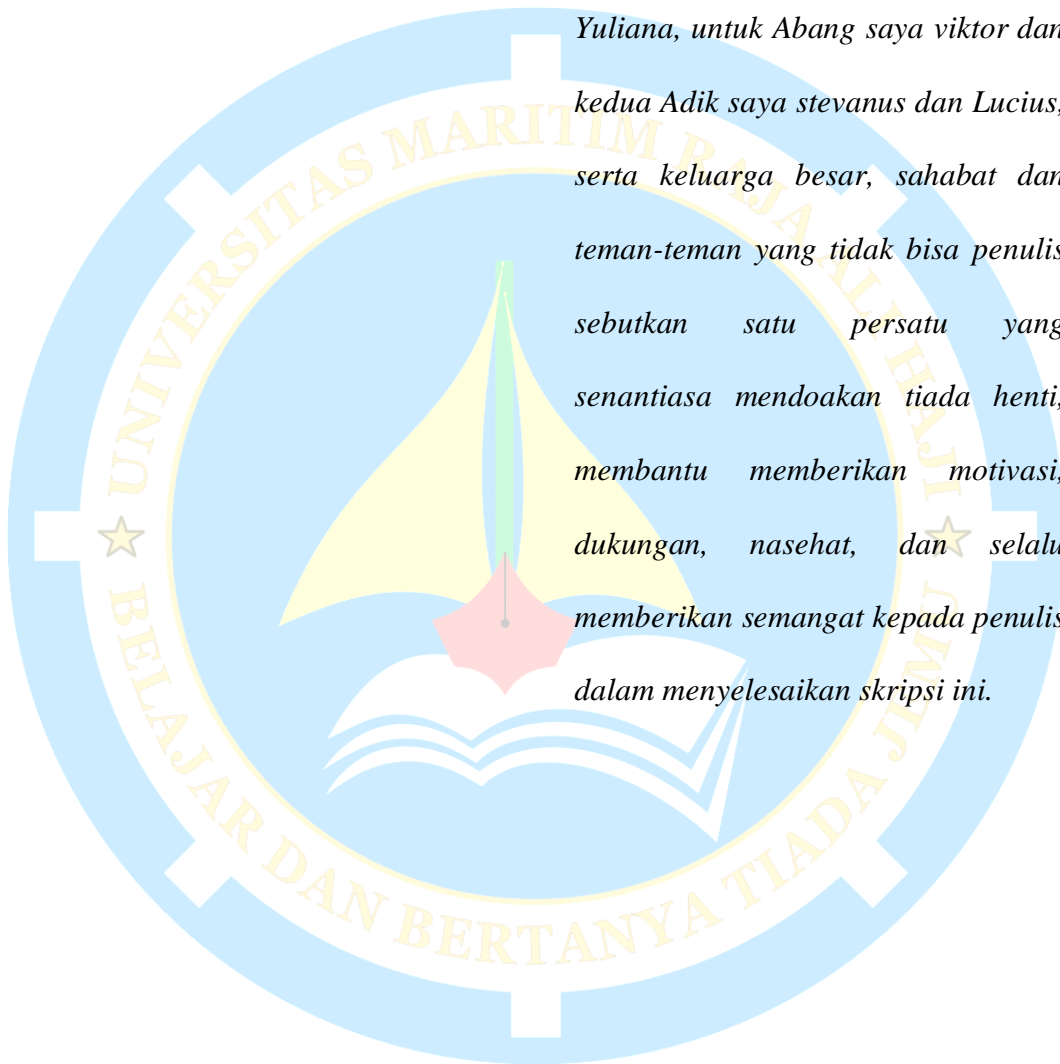 Yuliana, untuk Abang saya viktor dan
kedua Adik saya stevanus dan Lucius,
serta keluarga besar, sahabat dan
teman-teman yang tidak bisa penulis
sebutkan satu persatu yang
senantiasa mendoakan tiada henti,
membantu memberikan motivasi,
dukungan, nasehat, dan selalu
memberikan semangat kepada penulis
dalam menyelesaikan skripsi ini.
UNIVERSITAS MARITIM RAJA ALI HAJI
BELAJAR DAN BERTANYA TIADA JEMU